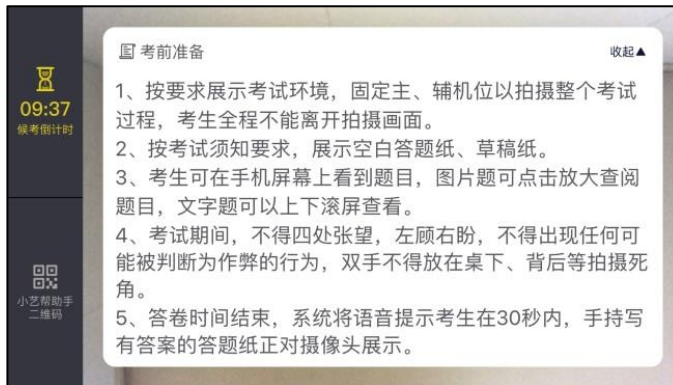 考前准备
收起▲
09:37
候考倒计时
1、按要求展示考试环境，固定主、辅机位以拍摄整个考试
过程，考生全程不能离开拍摄画面。
2、按考试须知要求，展示空白答题纸、草稿纸。
3、考生可在手机屏幕上看到题目，图片题可点击放大查阅
题目，文字题可以上下滚屏查看。
4、考试期间，不得四处张望，左顾右盼，不得出现任何可
能被判断为作弊的行为，双手不得放在桌下、背后等拍摄死
角。
5、答卷时间结束，系统将语音提示考生在30秒内，手持写
有答案的答题纸正对摄像头展示。
小艺帮助手
二维码